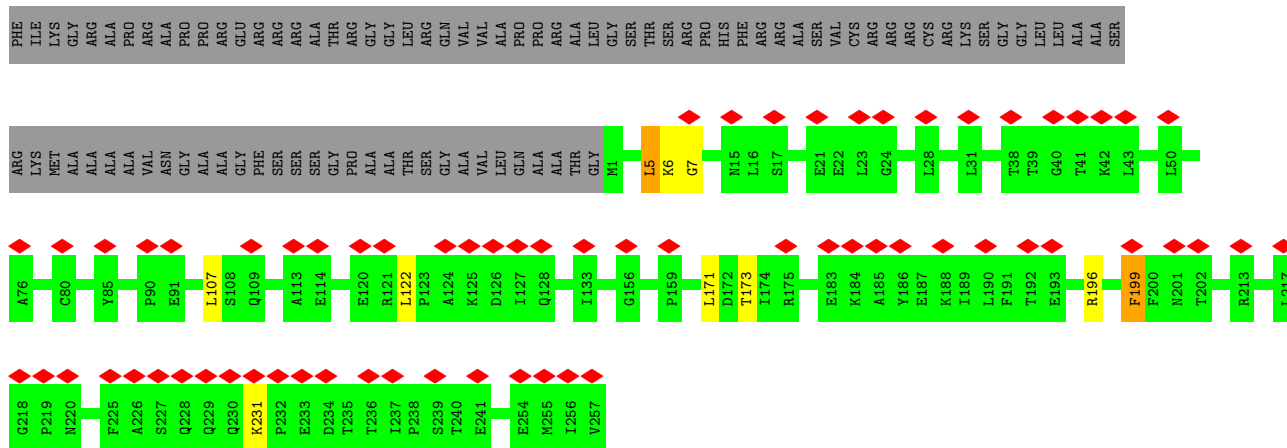 PHE ILE LYS GLY ARG ALA PRO ARG ALA PRO PRO ARG GLU ARG ARG ARG ALA THR ARG GLY GLY LEU ARG GLN VAL VAL ALA PRO PRO ARG ALA LEU GLY SER THR SER ARG PRO HIS PHE ARG ARG ALA SER VAL CYS ARG ARG ARG CYS ARG LYS SER GLY GLY LEU LEU ALA ALA SER
ARG LYS MET ALA ALA ALA ALA VAL ASN GLY ALA ALA GLY PHE SER SER SER GLY PRO ALA ALA THR SER GLY ALA VAL LEU GLN ALA ALA THR GLY M1 L5 K6 G7 N15 L16 S17 E21 E22 L23 G24 L28 L31 T38 T39 G40 T41 K42 L43 L50
A76 C80 Y85 P90 E91 L107 S108 Q109 A113 E114 E120 R121 L122 P123 A124 K125 D126 I127 Q128 I133 G156 P159 L171 D172 T173 I174 R175 E183 K184 A185 Y186 E187 K188 I189 L190 F191 T192 E193 R196 F199 F200 N201 T202 R213 L217
G218 P219 N220 F225 A226 S227 Q228 Q229 Q230 K231 P232 E233 D234 T235 T236 I237 P238 S239 T240 E241 E254 M255 I256 V257